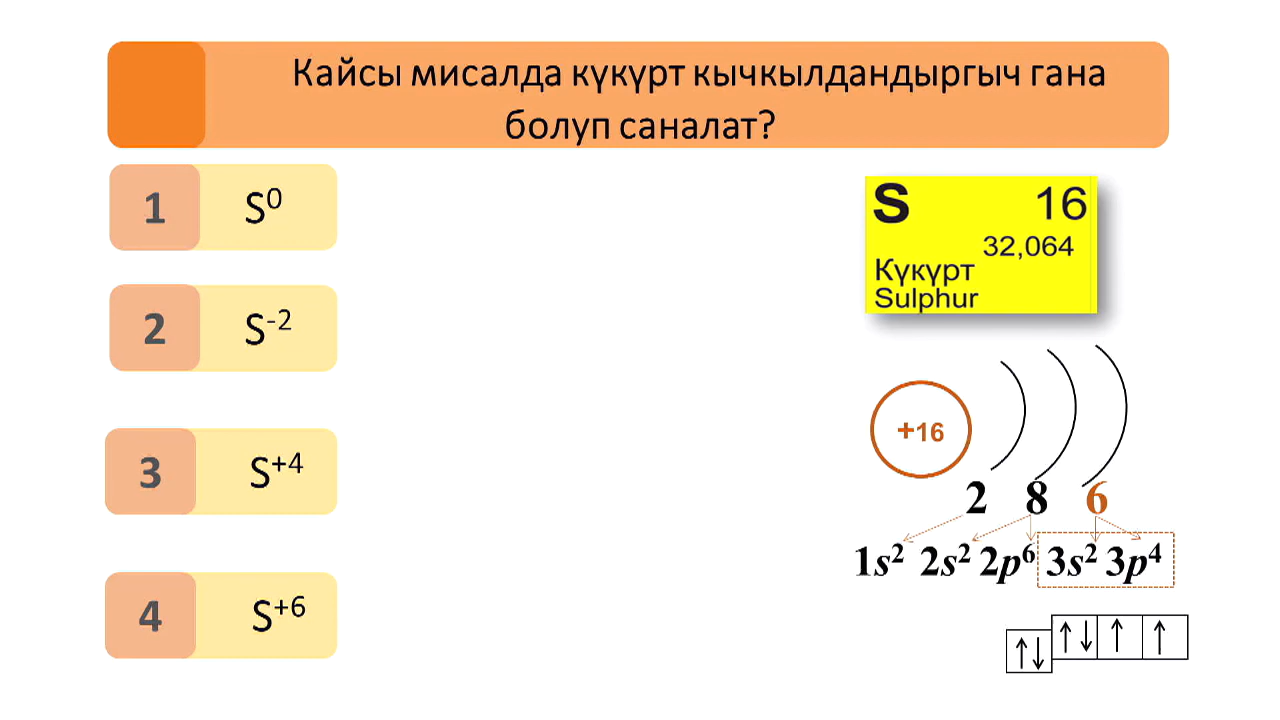 Кайсы мисалда күкүрт кычкылдандыргыч гана
болуп саналат?
1 S⁰
2 S⁻²
3 S⁺⁴
4 S⁺⁶
S 16
32,064
Күкүрт
Sulphur
+16
2 8 6
1s² 2s² 2p⁶ 3s² 3p⁴
↑↓ ↑↓ ↑ ↑